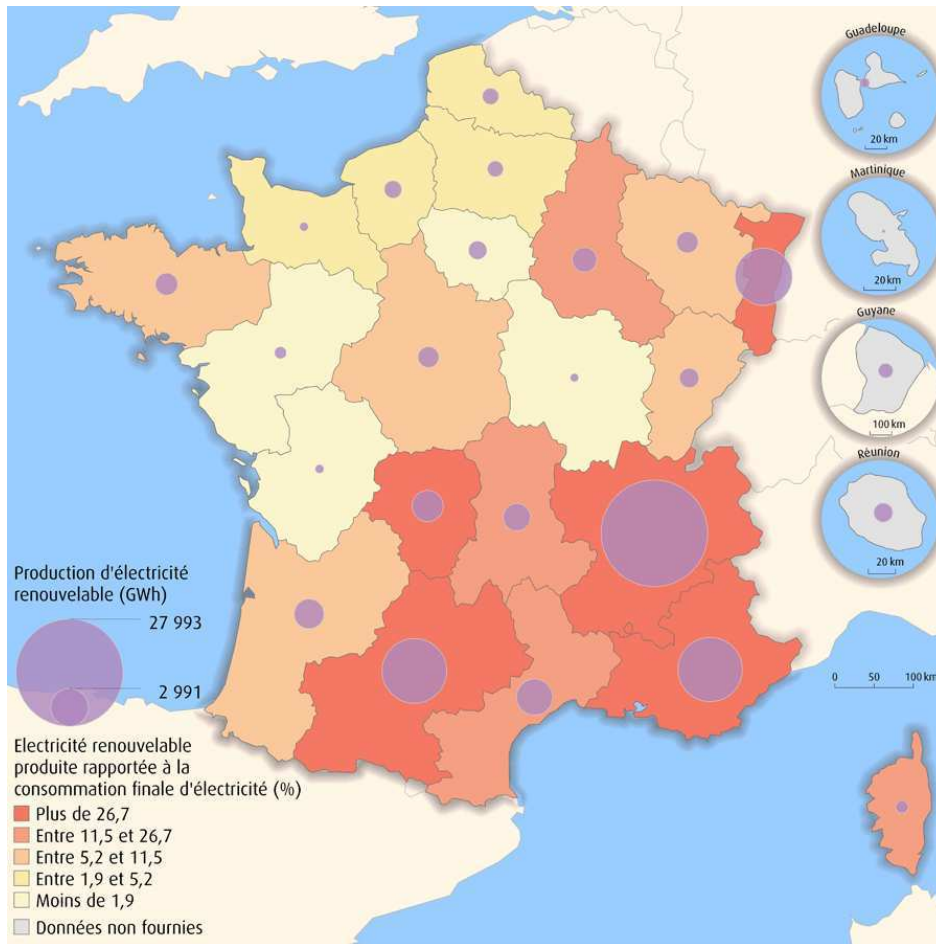 Guadeloupe
20 km
Martinique
20 km
Guyane
100 km
Réunion
20 km
Production d'électricité
renouvelable (GWh)
27 993
2 991
0 50 100 km
Electricité renouvelable
produite rapportée à la
consommation finale d'électricité (%)
Plus de 26,7
Entre 11,5 et 26,7
Entre 5,2 et 11,5
Entre 1,9 et 5,2
Moins de 1,9
Données non fournies